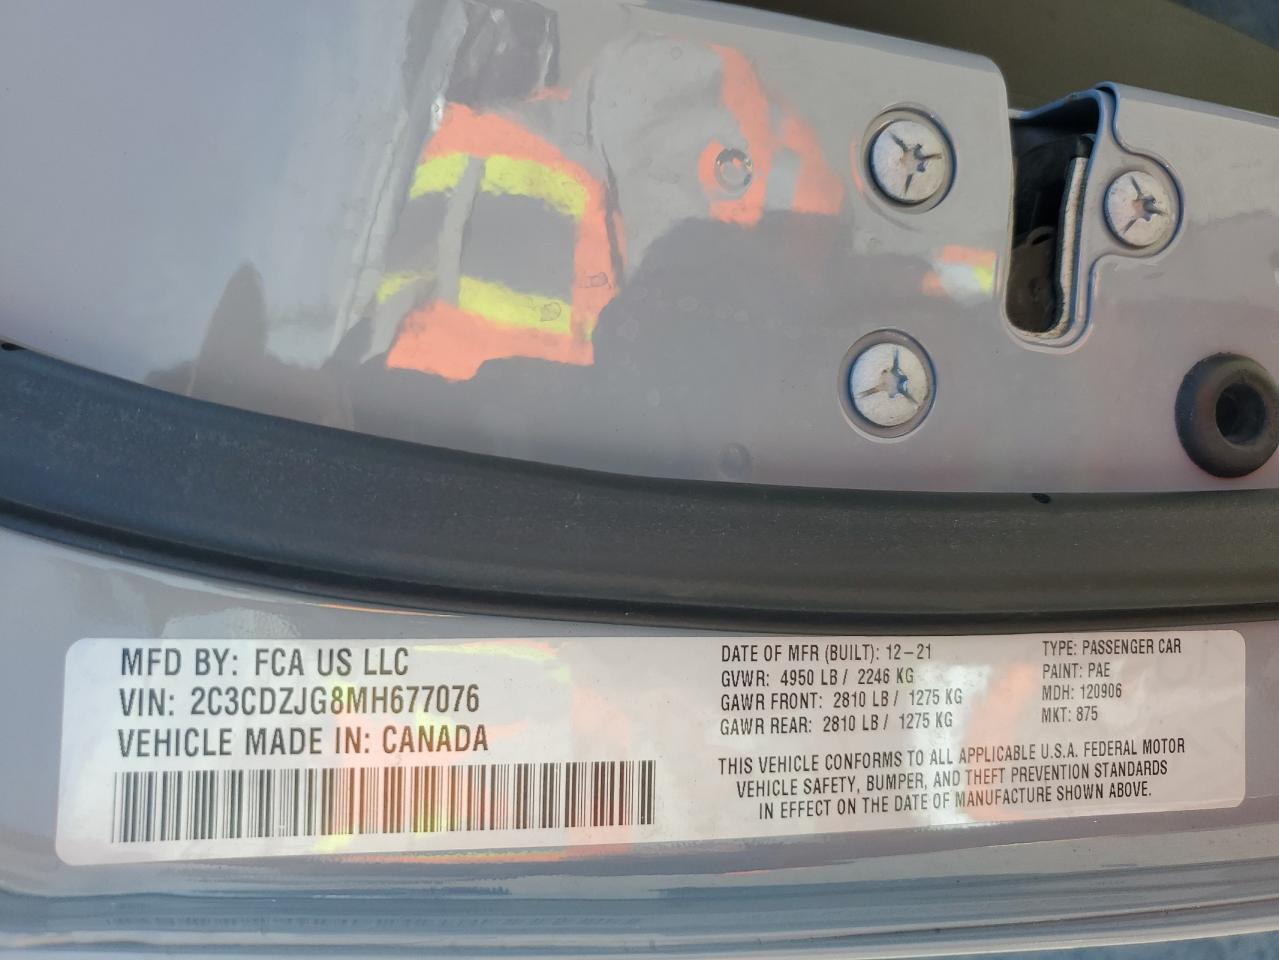 MFD BY: FCA US LLC
VIN: 2C3CDZJG8MH677076
VEHICLE MADE IN: CANADA
DATE OF MFR (BUILT): 12-21
GVWR: 4950 LB / 2246 KG
GAWR FRONT: 2810 LB / 1275 KG
GAWR REAR: 2810 LB / 1275 KG
TYPE: PASSENGER CAR
PAINT: PAE
MDH: 120906
MKT: 875
THIS VEHICLE CONFORMS TO ALL APPLICABLE U.S.A. FEDERAL MOTOR
VEHICLE SAFETY, BUMPER, AND THEFT PREVENTION STANDARDS
IN EFFECT ON THE DATE OF MANUFACTURE SHOWN ABOVE.